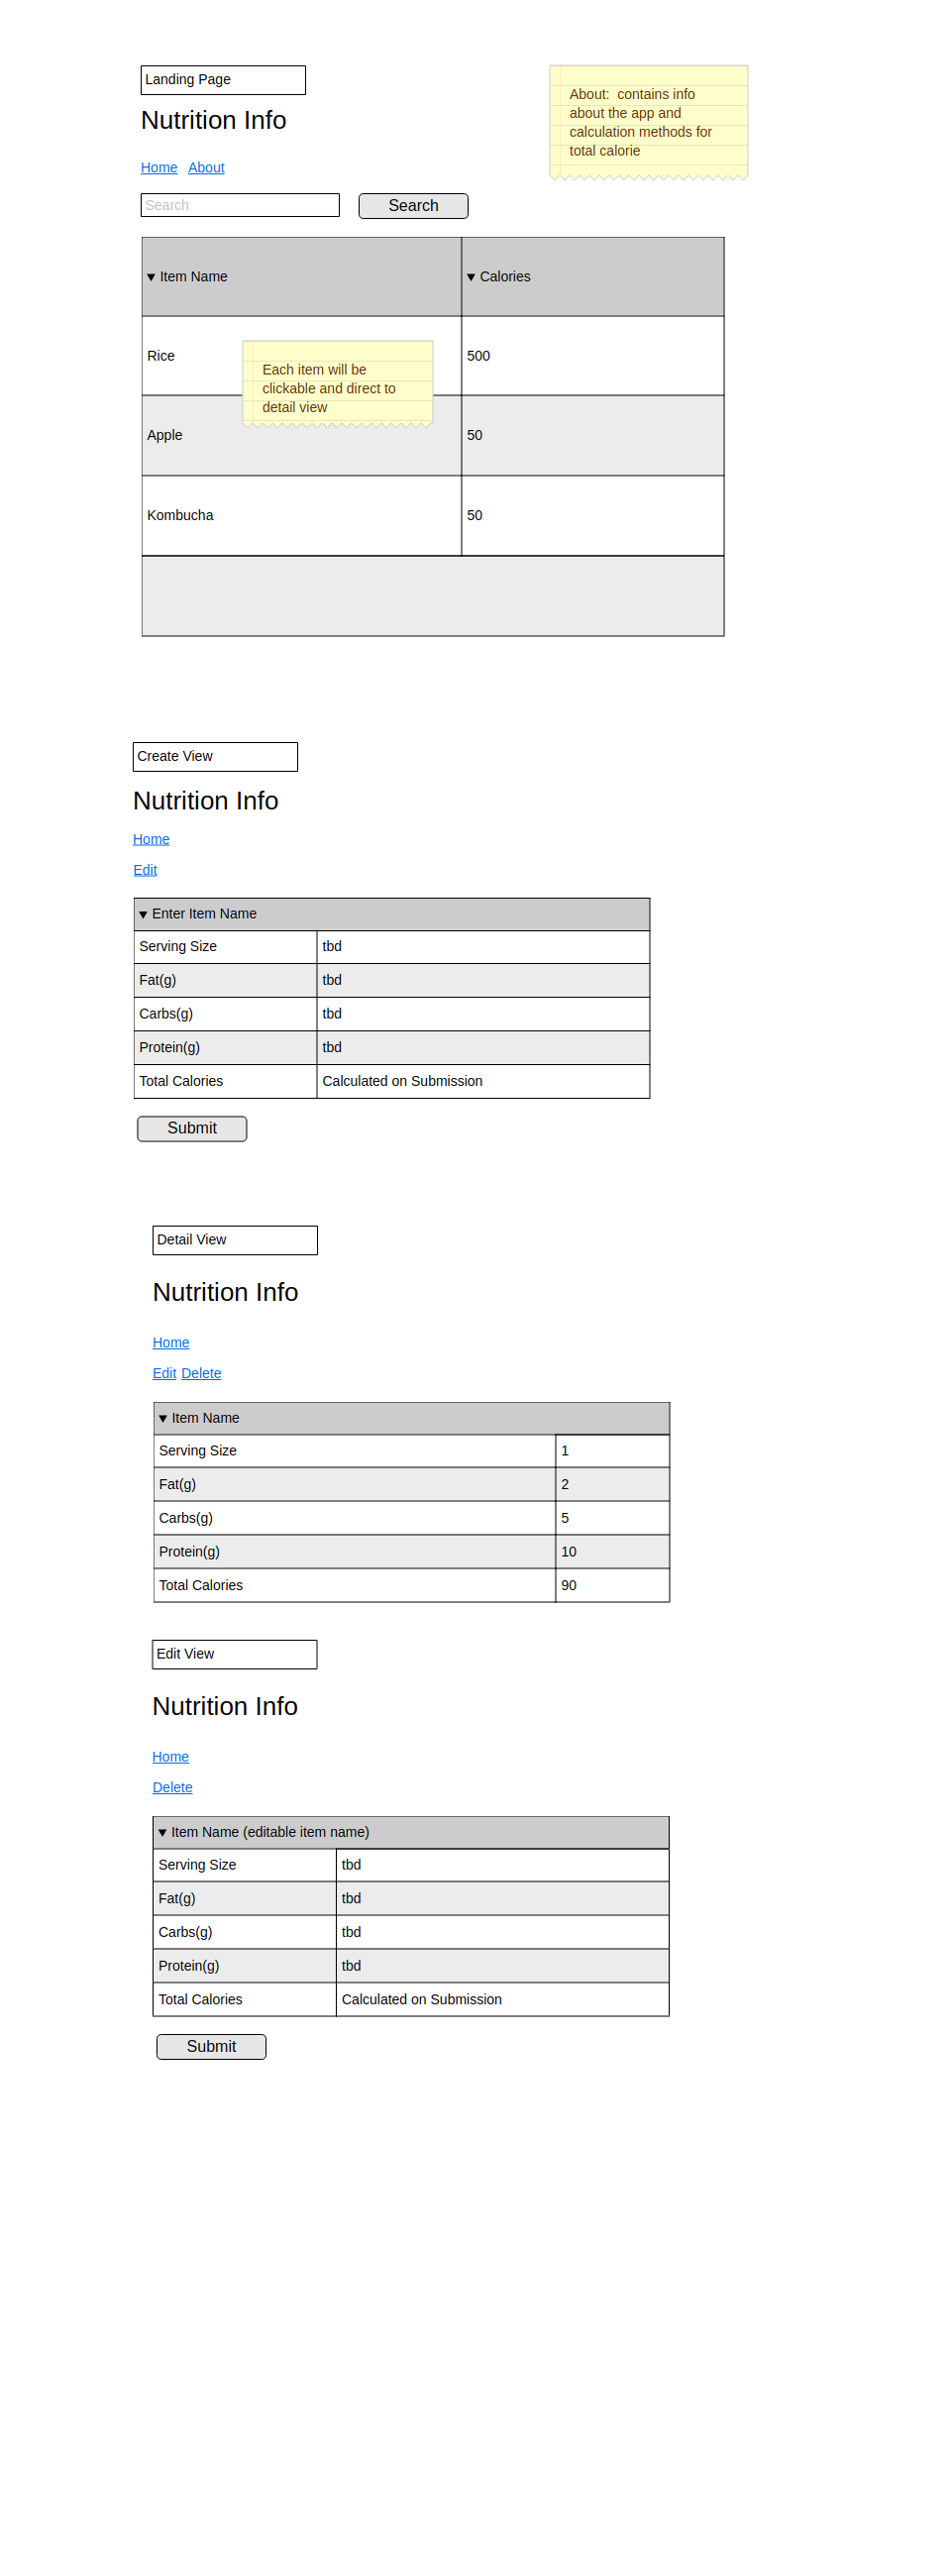 Landing Page
About:  contains info
about the app and
calculation methods for
total calorie
Nutrition Info
Home About
Search Search
Item Name Calories
Rice 500
Each item will be
clickable and direct to
detail view
Apple 50
Kombucha 50
Create View
Nutrition Info
Home
Edit
Enter Item Name
Serving Size tbd
Fat(g) tbd
Carbs(g) tbd
Protein(g) tbd
Total Calories Calculated on Submission
Submit
Detail View
Nutrition Info
Home
Edit Delete
Item Name
Serving Size 1
Fat(g) 2
Carbs(g) 5
Protein(g) 10
Total Calories 90
Edit View
Nutrition Info
Home
Delete
Item Name (editable item name)
Serving Size tbd
Fat(g) tbd
Carbs(g) tbd
Protein(g) tbd
Total Calories Calculated on Submission
Submit